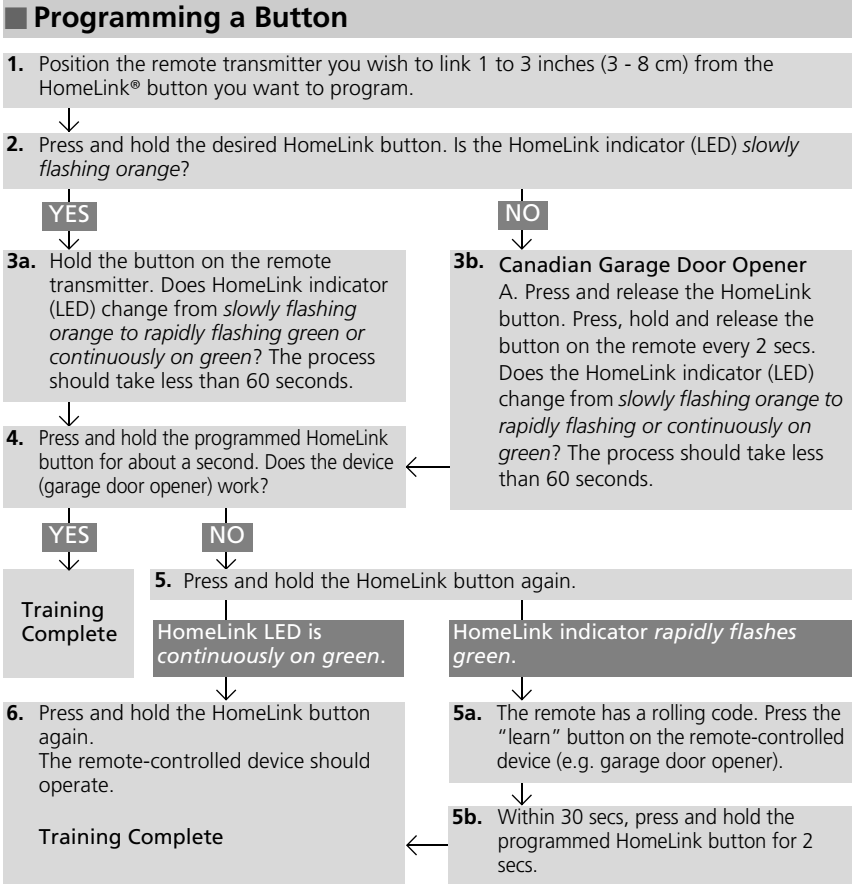 ■ Programming a Button
1. Position the remote transmitter you wish to link 1 to 3 inches (3 - 8 cm) from the
HomeLink® button you want to program.
2. Press and hold the desired HomeLink button. Is the HomeLink indicator (LED) slowly
flashing orange?
YES
NO
3a. Hold the button on the remote
transmitter. Does HomeLink indicator
(LED) change from slowly flashing
orange to rapidly flashing green or
continuously on green? The process
should take less than 60 seconds.
3b. Canadian Garage Door Opener
A. Press and release the HomeLink
button. Press, hold and release the
button on the remote every 2 secs.
Does the HomeLink indicator (LED)
change from slowly flashing orange to
rapidly flashing or continuously on
green? The process should take less
than 60 seconds.
4. Press and hold the programmed HomeLink
button for about a second. Does the device
(garage door opener) work?
YES
NO
Training
Complete
5. Press and hold the HomeLink button again.
HomeLink LED is
continuously on green.
HomeLink indicator rapidly flashes
green.
5a. The remote has a rolling code. Press the
“learn” button on the remote-controlled
device (e.g. garage door opener).
5b. Within 30 secs, press and hold the
programmed HomeLink button for 2
secs.
6. Press and hold the HomeLink button
again.
The remote-controlled device should
operate.
Training Complete